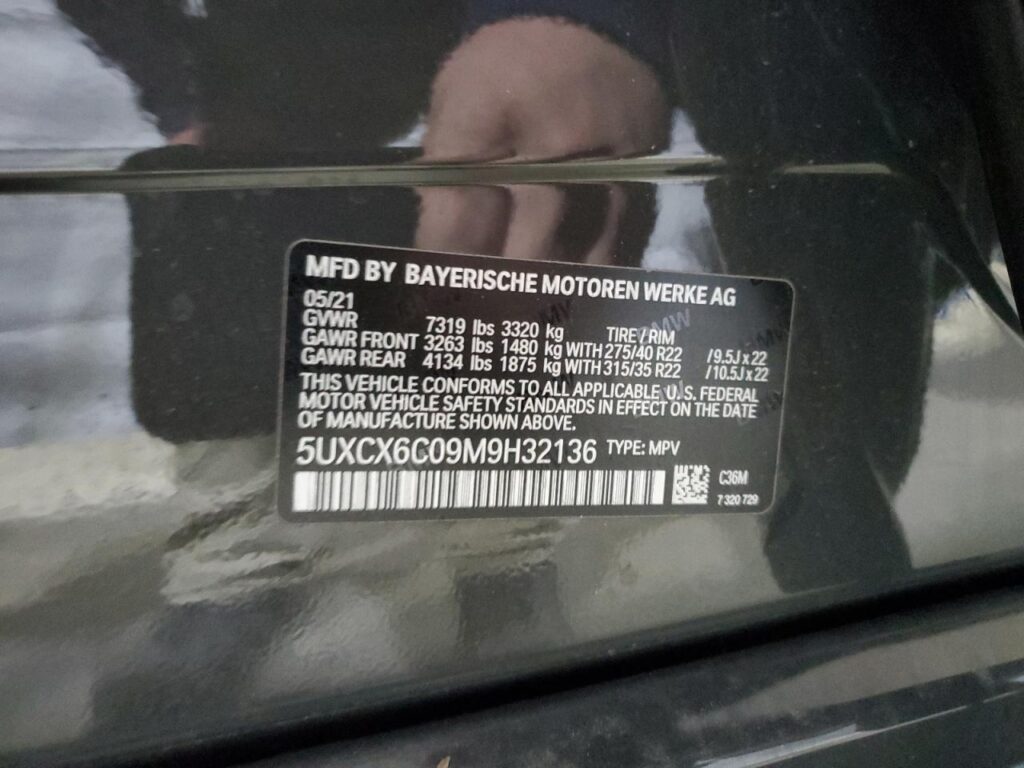 MFD BY BAYERISCHE MOTOREN WERKE AG
05/21
GVWR 7319 lbs 3320 kg TIRE / RIM
GAWR FRONT 3263 lbs 1480 kg WITH 275/40 R22 /9.5J x 22
GAWR REAR 4134 lbs 1875 kg WITH 315/35 R22 /10.5J x 22
THIS VEHICLE CONFORMS TO ALL APPLICABLE U.S. FEDERAL
MOTOR VEHICLE SAFETY STANDARDS IN EFFECT ON THE DATE
OF MANUFACTURE SHOWN ABOVE.
5UXCX6C09M9H32136 TYPE: MPV
C36M
7 320 729
BMW